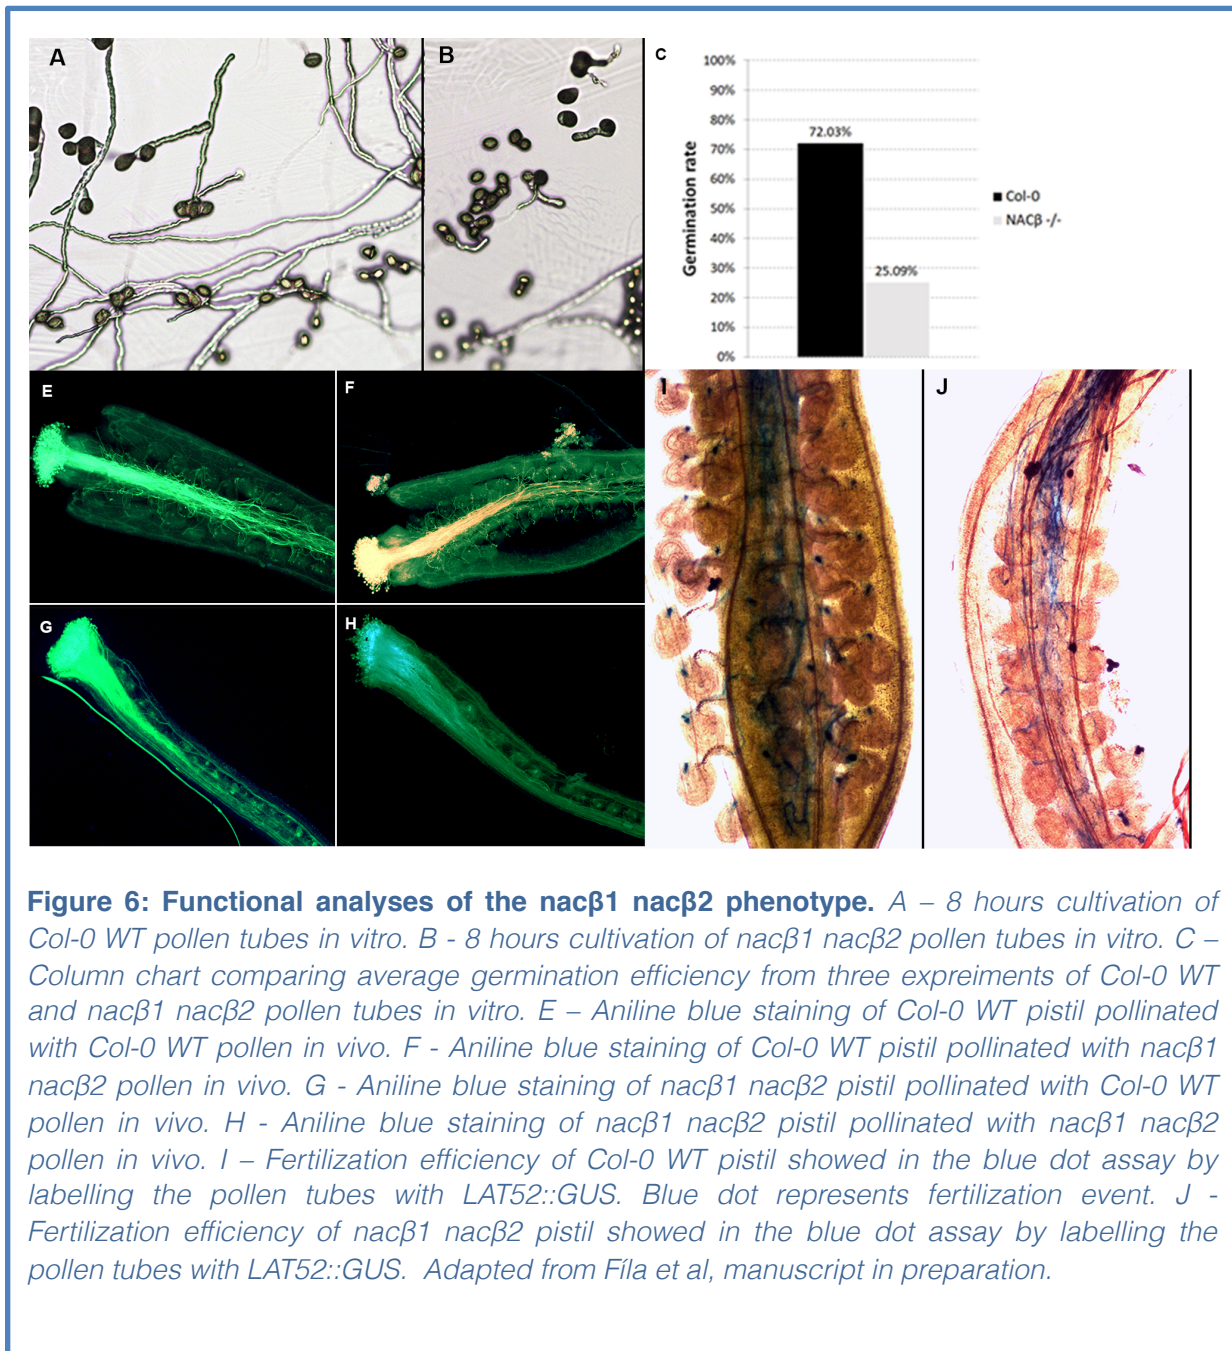 A
B
C
100%
90%
80%
70%
60%
50%
40%
30%
20%
10%
0%
Germination rate
72.03%
25.09%
Col-0
NACβ -/-
E
F
G
H
I
J
Figure 6: Functional analyses of the nacβ1 nacβ2 phenotype. A – 8 hours cultivation of
Col-0 WT pollen tubes in vitro. B - 8 hours cultivation of nacβ1 nacβ2 pollen tubes in vitro. C –
Column chart comparing average germination efficiency from three expreiments of Col-0 WT
and nacβ1 nacβ2 pollen tubes in vitro. E – Aniline blue staining of Col-0 WT pistil pollinated
with Col-0 WT pollen in vivo. F - Aniline blue staining of Col-0 WT pistil pollinated with nacβ1
nacβ2 pollen in vivo. G - Aniline blue staining of nacβ1 nacβ2 pistil pollinated with Col-0 WT
pollen in vivo. H - Aniline blue staining of nacβ1 nacβ2 pistil pollinated with nacβ1 nacβ2
pollen in vivo. I – Fertilization efficiency of Col-0 WT pistil showed in the blue dot assay by
labelling the pollen tubes with LAT52::GUS. Blue dot represents fertilization event. J -
Fertilization efficiency of nacβ1 nacβ2 pistil showed in the blue dot assay by labelling the
pollen tubes with LAT52::GUS. Adapted from Fíla et al, manuscript in preparation.